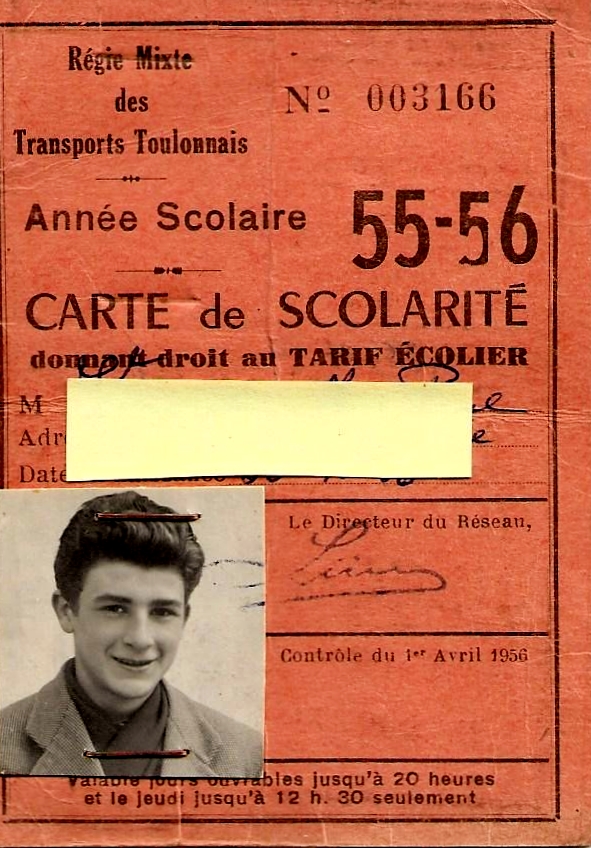 Régie Mixte
des
Transports Toulonnais
Nº 003166
Année Scolaire 55-56
CARTE de SCOLARITÉ
donnant droit au TARIF ÉCOLIER
M
Adr
Date
Le Directeur du Réseau,
Contrôle du 1er Avril 1956
Valable jours ouvrables jusqu'à 20 heures
et le jeudi jusqu'à 12 h. 30 seulement